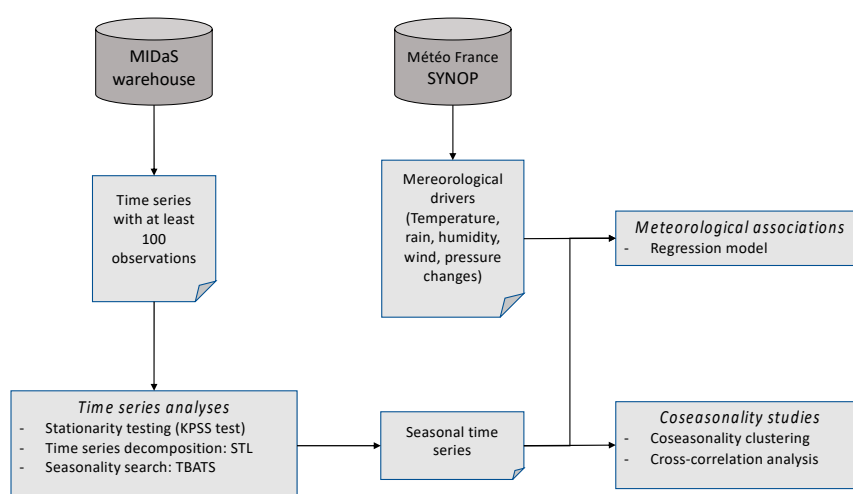 MIDaS
warehouse
Météo France
SYNOP
Time series
with at least
100
observations
Mereorological
drivers
(Temperature,
rain, humidity,
wind, pressure
changes)
Meteorological associations
- Regression model
Time series analyses
- Stationarity testing (KPSS test)
- Time series decomposition: STL
- Seasonality search: TBATS
Seasonal time
series
Coseasonality studies
- Coseasonality clustering
- Cross-correlation analysis